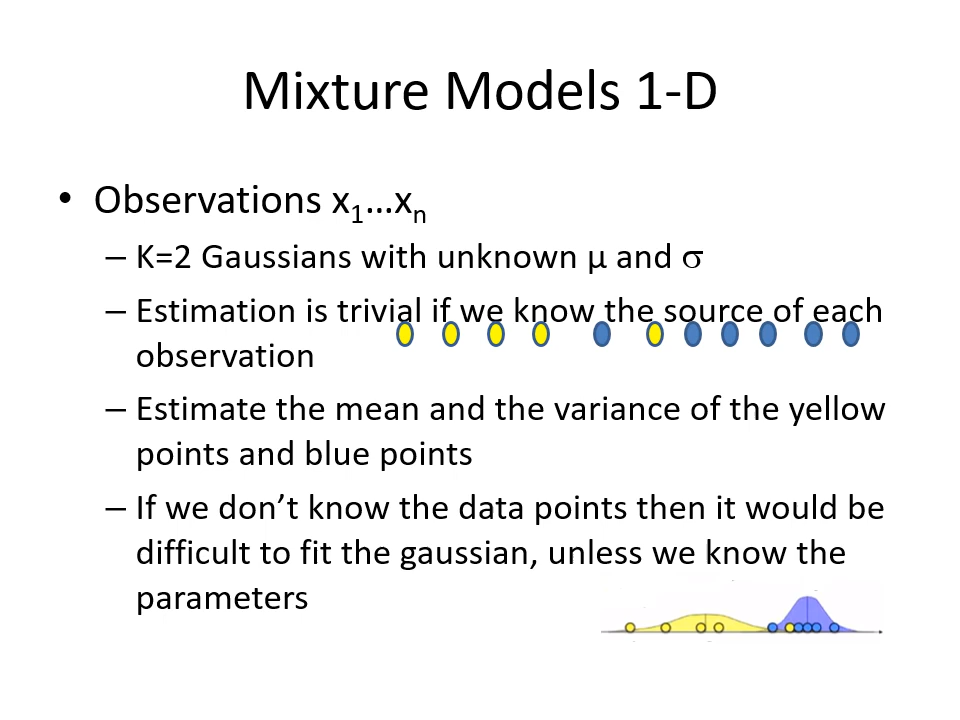 Mixture Models 1-D
• Observations x₁…xₙ
– K=2 Gaussians with unknown μ and σ
– Estimation is trivial if we know the source of each
observation
– Estimate the mean and the variance of the yellow
points and blue points
– If we don’t know the data points then it would be
difficult to fit the gaussian, unless we know the
parameters